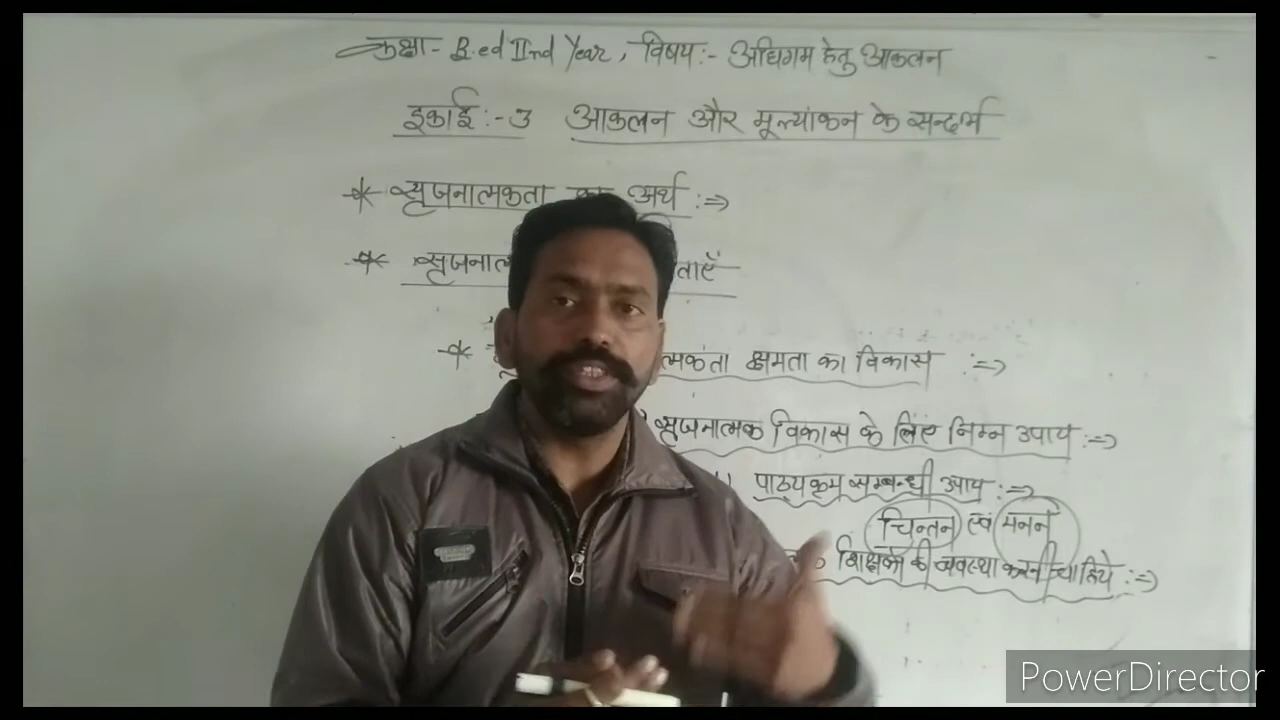 कक्षा - B.ed IInd Year, विषय :- अधिगम हेतु आकलन
इकाई :- 3 आकलन और मूल्यांकन के सन्दर्भ
* सृजनात्मकता का अर्थ :⇒
* सृजनात्
ताएँ
* त्मकता क्षमता का विकास :⇒
सृजनात्मक विकास के लिए निम्न उपाय :⇒
पाठ्यक्रम सम्बन्धी उपाय :⇒
चिन्तन एवं मनन
शिक्षकों की व्यवस्था करनी चाहिये :⇒
PowerDirector